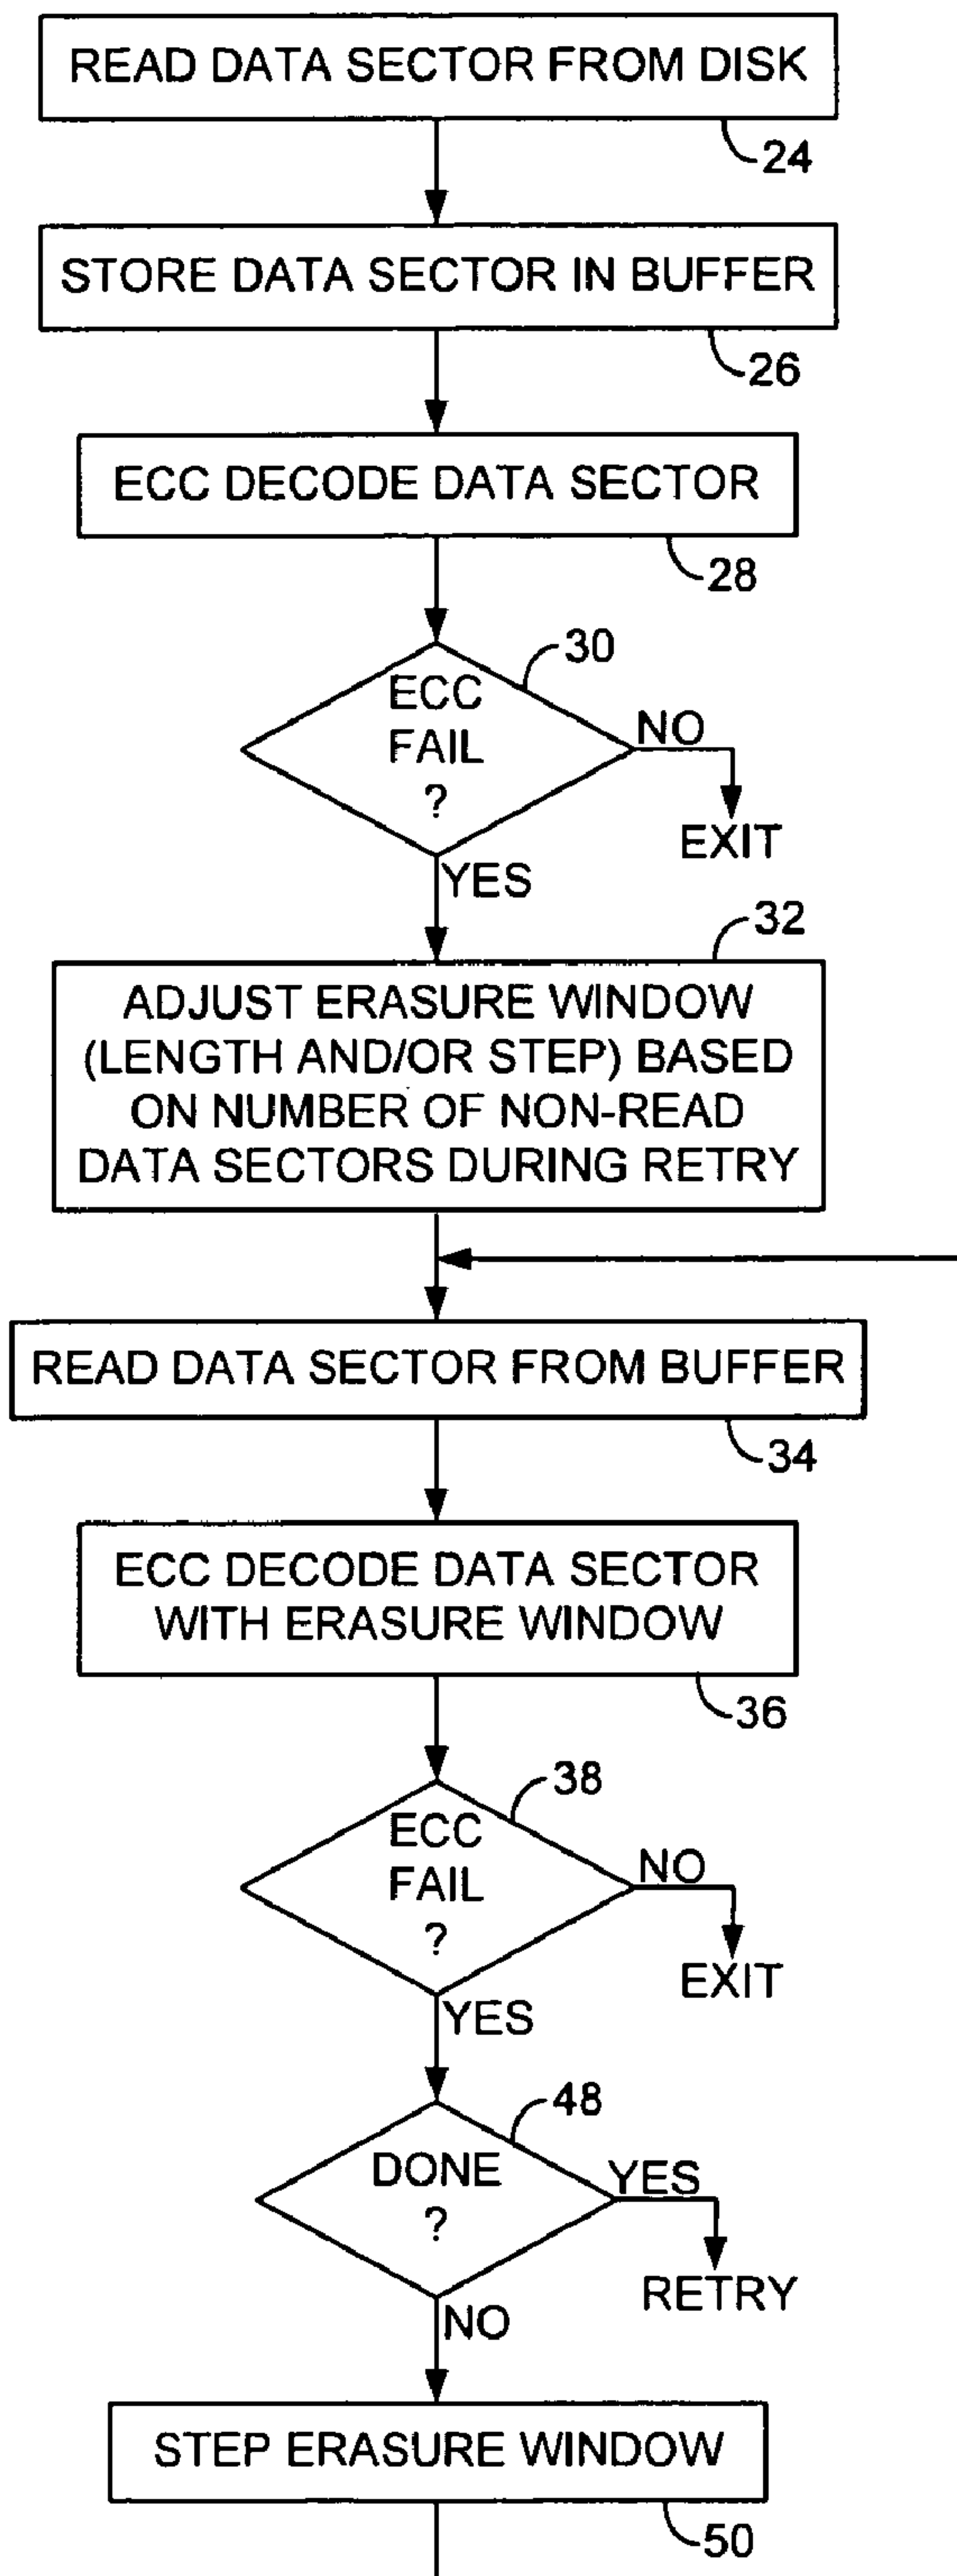 READ DATA SECTOR FROM DISK
24
STORE DATA SECTOR IN BUFFER
26
ECC DECODE DATA SECTOR
28
30
ECC
FAIL
?
NO
EXIT
YES
32
ADJUST ERASURE WINDOW
(LENGTH AND/OR STEP) BASED
ON NUMBER OF NON-READ
DATA SECTORS DURING RETRY
READ DATA SECTOR FROM BUFFER
34
ECC DECODE DATA SECTOR
WITH ERASURE WINDOW
36
38
ECC
FAIL
?
NO
EXIT
YES
48
DONE
?
YES
RETRY
NO
STEP ERASURE WINDOW
50